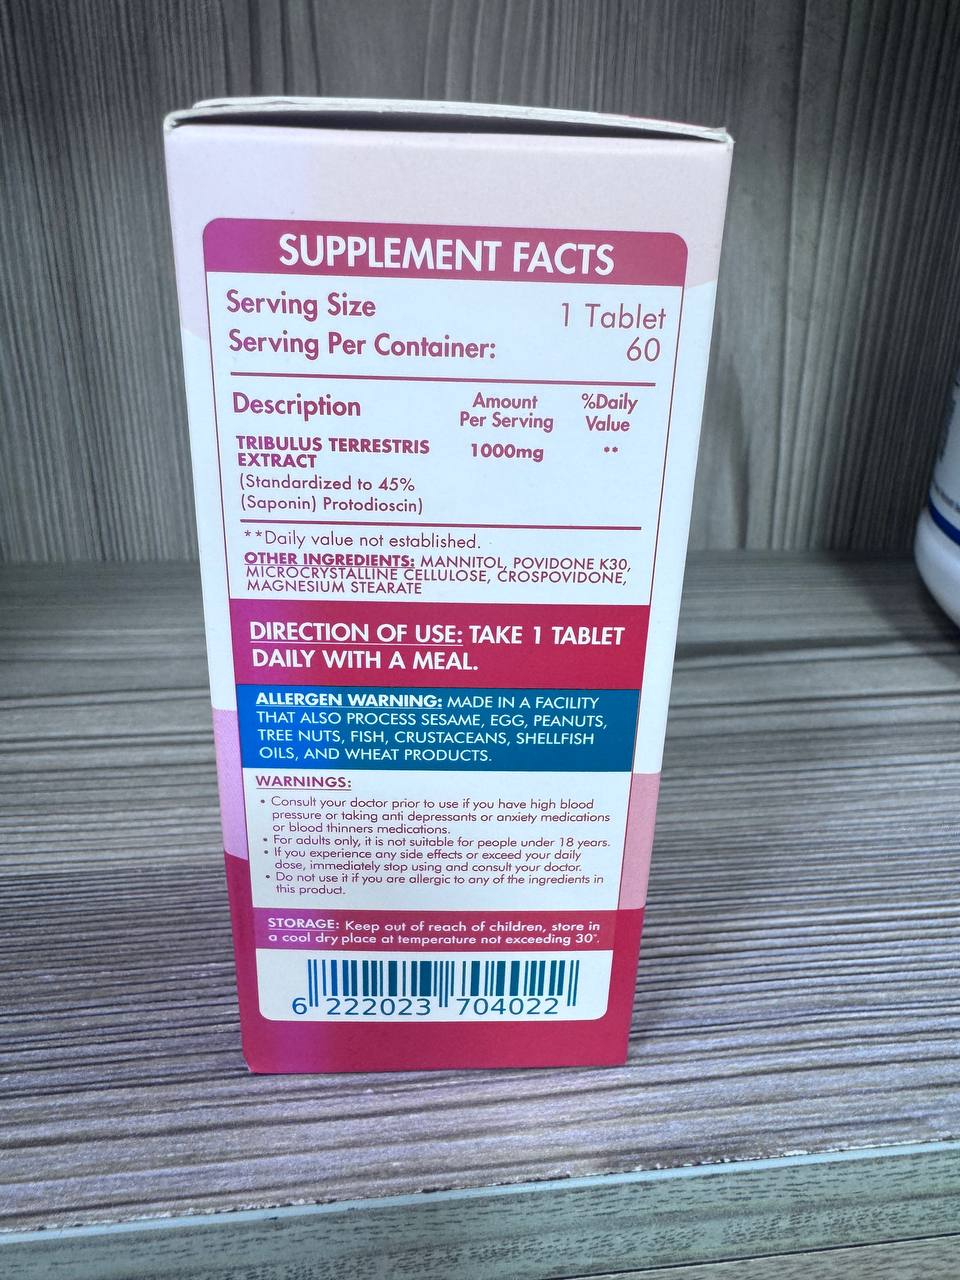 SUPPLEMENT FACTS
Serving Size 1 Tablet
Serving Per Container: 60
Description Amount Per Serving %Daily Value
TRIBULUS TERRESTRIS 1000mg **
EXTRACT
(Standardized to 45%
(Saponin) Protodioscin)
**Daily value not established.
OTHER INGREDIENTS: MANNITOL, POVIDONE K30,
MICROCRYSTALLINE CELLULOSE, CROSPOVIDONE,
MAGNESIUM STEARATE
DIRECTION OF USE: TAKE 1 TABLET
DAILY WITH A MEAL.
ALLERGEN WARNING: MADE IN A FACILITY
THAT ALSO PROCESS SESAME, EGG, PEANUTS,
TREE NUTS, FISH, CRUSTACEANS, SHELLFISH
OILS, AND WHEAT PRODUCTS.
WARNINGS:
• Consult your doctor prior to use if you have high blood
pressure or taking anti depressants or anxiety medications
or blood thinners medications.
• For adults only, it is not suitable for people under 18 years.
• If you experience any side effects or exceed your daily
dose, immediately stop using and consult your doctor.
• Do not use it if you are allergic to any of the ingredients in
this product.
STORAGE: Keep out of reach of children, store in
a cool dry place at temperature not exceeding 30°.
6 222023 704022